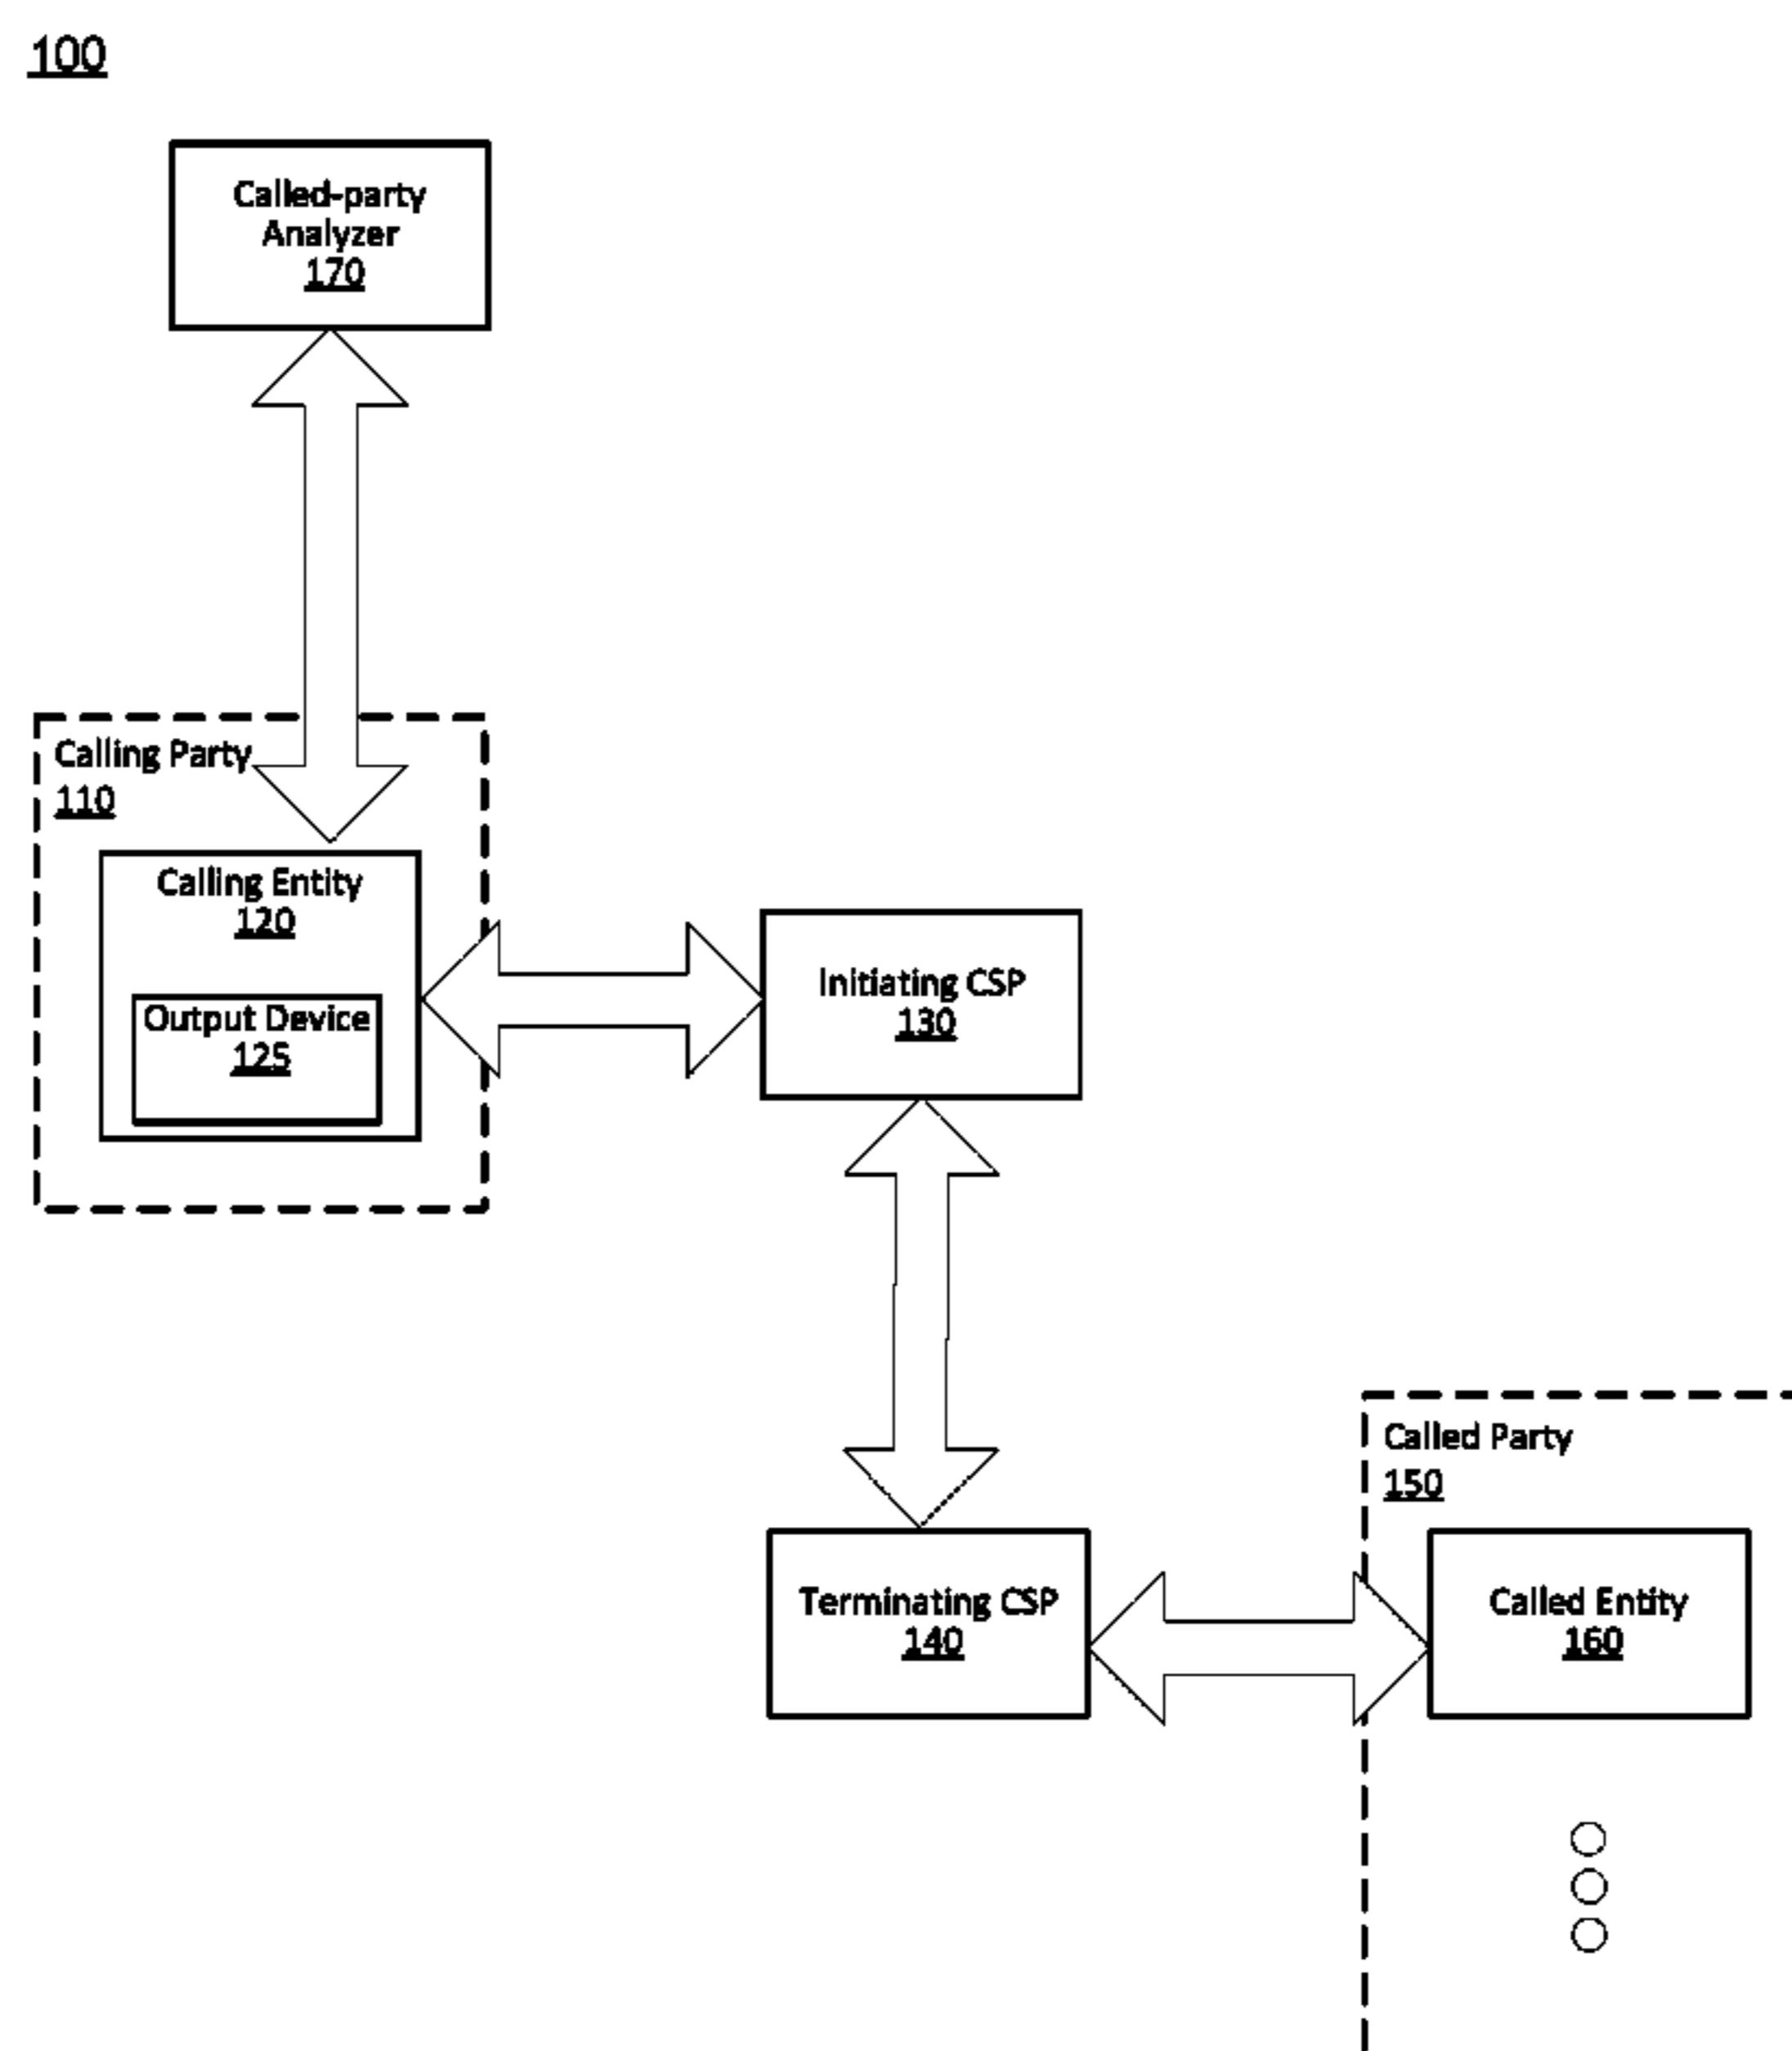 100
Called-party
Analyzer
170
Calling Party
110
Calling Entity
120
Output Device
125
Initiating CSP
130
Called Party
150
Terminating CSP
140
Called Entity
160